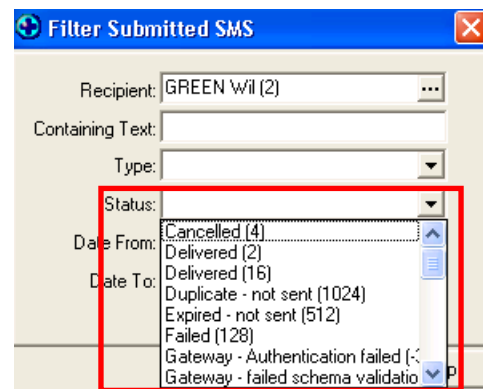 Filter Submitted SMS
Recipient: GREEN Wil (2) ...
Containing Text:
Type:
Status:
Cancelled (4)
Date From:
Delivered (2)
Date To:
Delivered (16)
Duplicate - not sent (1024)
Expired - not sent (512)
Failed (128)
Gateway - Authentication failed (-
Gateway - failed schema validatio